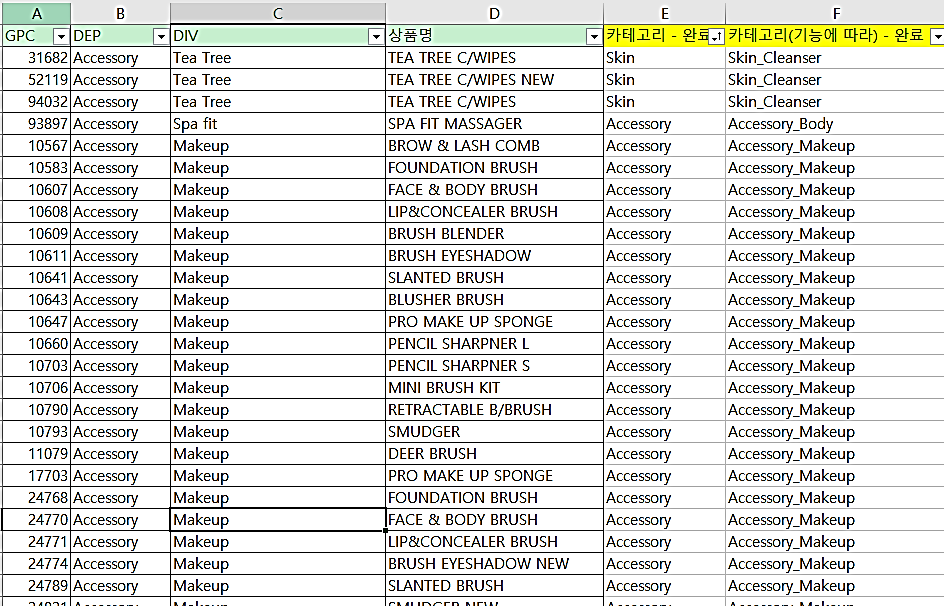 A B C D E F
GPC DEP DIV 상품명 카테고리 - 완료 카테고리(기능에 따라) - 완료
31682 Accessory Tea Tree TEA TREE C/WIPES Skin Skin_Cleanser
52119 Accessory Tea Tree TEA TREE C/WIPES NEW Skin Skin_Cleanser
94032 Accessory Tea Tree TEA TREE C/WIPES Skin Skin_Cleanser
93897 Accessory Spa fit SPA FIT MASSAGER Accessory Accessory_Body
10567 Accessory Makeup BROW & LASH COMB Accessory Accessory_Makeup
10583 Accessory Makeup FOUNDATION BRUSH Accessory Accessory_Makeup
10607 Accessory Makeup FACE & BODY BRUSH Accessory Accessory_Makeup
10608 Accessory Makeup LIP&CONCEALER BRUSH Accessory Accessory_Makeup
10609 Accessory Makeup BRUSH BLENDER Accessory Accessory_Makeup
10611 Accessory Makeup BRUSH EYESHADOW Accessory Accessory_Makeup
10641 Accessory Makeup SLANTED BRUSH Accessory Accessory_Makeup
10643 Accessory Makeup BLUSHER BRUSH Accessory Accessory_Makeup
10647 Accessory Makeup PRO MAKE UP SPONGE Accessory Accessory_Makeup
10660 Accessory Makeup PENCIL SHARPNER L Accessory Accessory_Makeup
10703 Accessory Makeup PENCIL SHARPNER S Accessory Accessory_Makeup
10706 Accessory Makeup MINI BRUSH KIT Accessory Accessory_Makeup
10790 Accessory Makeup RETRACTABLE B/BRUSH Accessory Accessory_Makeup
10793 Accessory Makeup SMUDGER Accessory Accessory_Makeup
11079 Accessory Makeup DEER BRUSH Accessory Accessory_Makeup
17703 Accessory Makeup PRO MAKE UP SPONGE Accessory Accessory_Makeup
24768 Accessory Makeup FOUNDATION BRUSH Accessory Accessory_Makeup
24770 Accessory Makeup FACE & BODY BRUSH Accessory Accessory_Makeup
24771 Accessory Makeup LIP&CONCEALER BRUSH Accessory Accessory_Makeup
24774 Accessory Makeup BRUSH EYESHADOW NEW Accessory Accessory_Makeup
24789 Accessory Makeup SLANTED BRUSH Accessory Accessory_Makeup